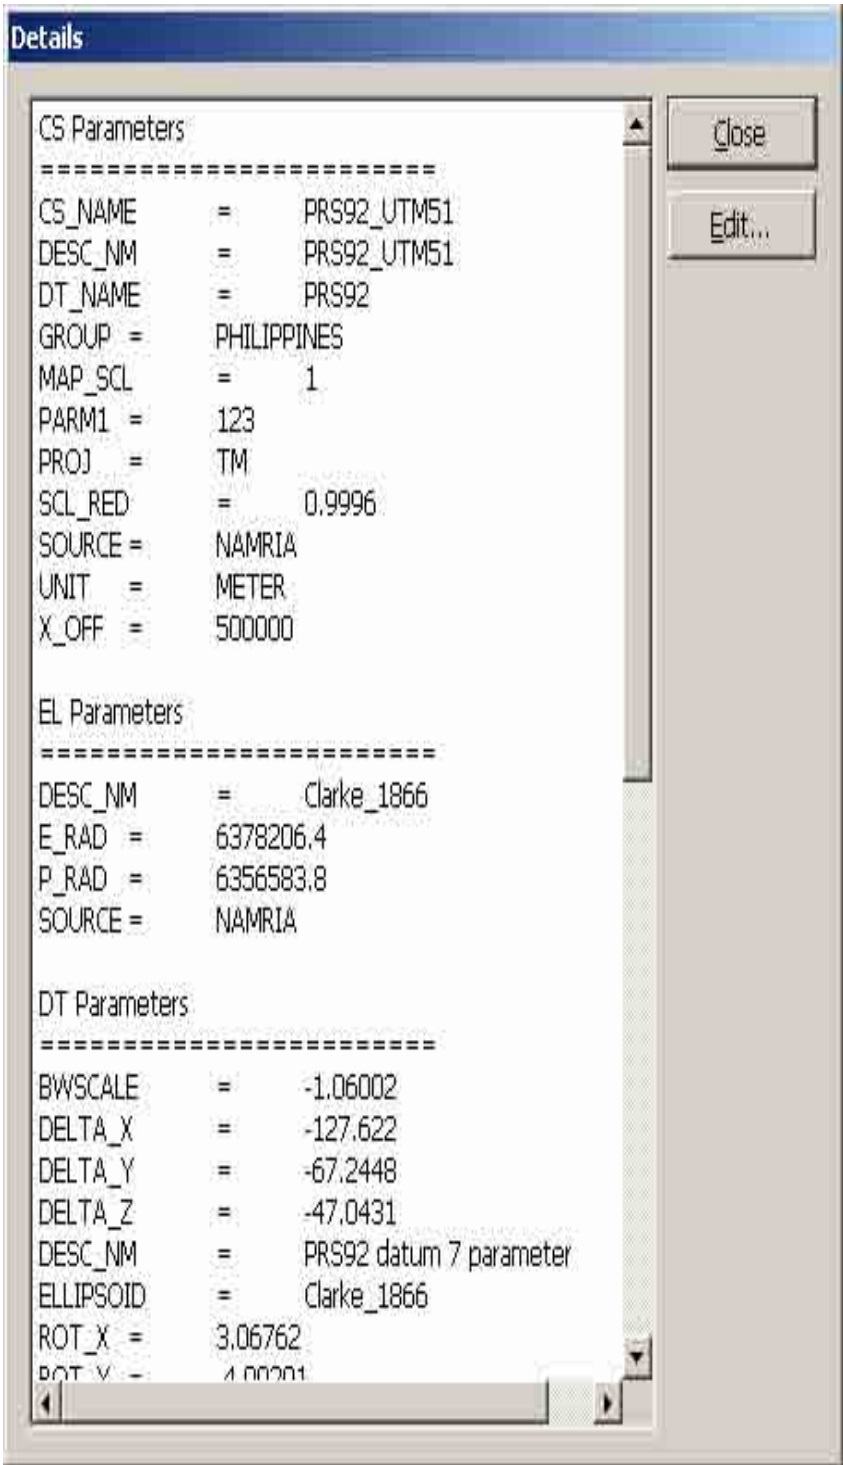 Details
CS Parameters
========================
CS_NAME = PRS92_UTM51
DESC_NM = PRS92_UTM51
DT_NAME = PRS92
GROUP = PHILIPPINES
MAP_SCL = 1
PARM1 = 123
PROJ = TM
SCL_RED = 0.9996
SOURCE = NAMRIA
UNIT = METER
X_OFF = 500000
EL Parameters
========================
DESC_NM = Clarke_1866
E_RAD = 6378206.4
P_RAD = 6356583.8
SOURCE = NAMRIA
DT Parameters
========================
BWSCALE = -1.06002
DELTA_X = -127.622
DELTA_Y = -67.2448
DELTA_Z = -47.0431
DESC_NM = PRS92 datum 7 parameter
ELLIPSOID = Clarke_1866
ROT_X = 3.06762
ROT_Y =
Close
Edit...